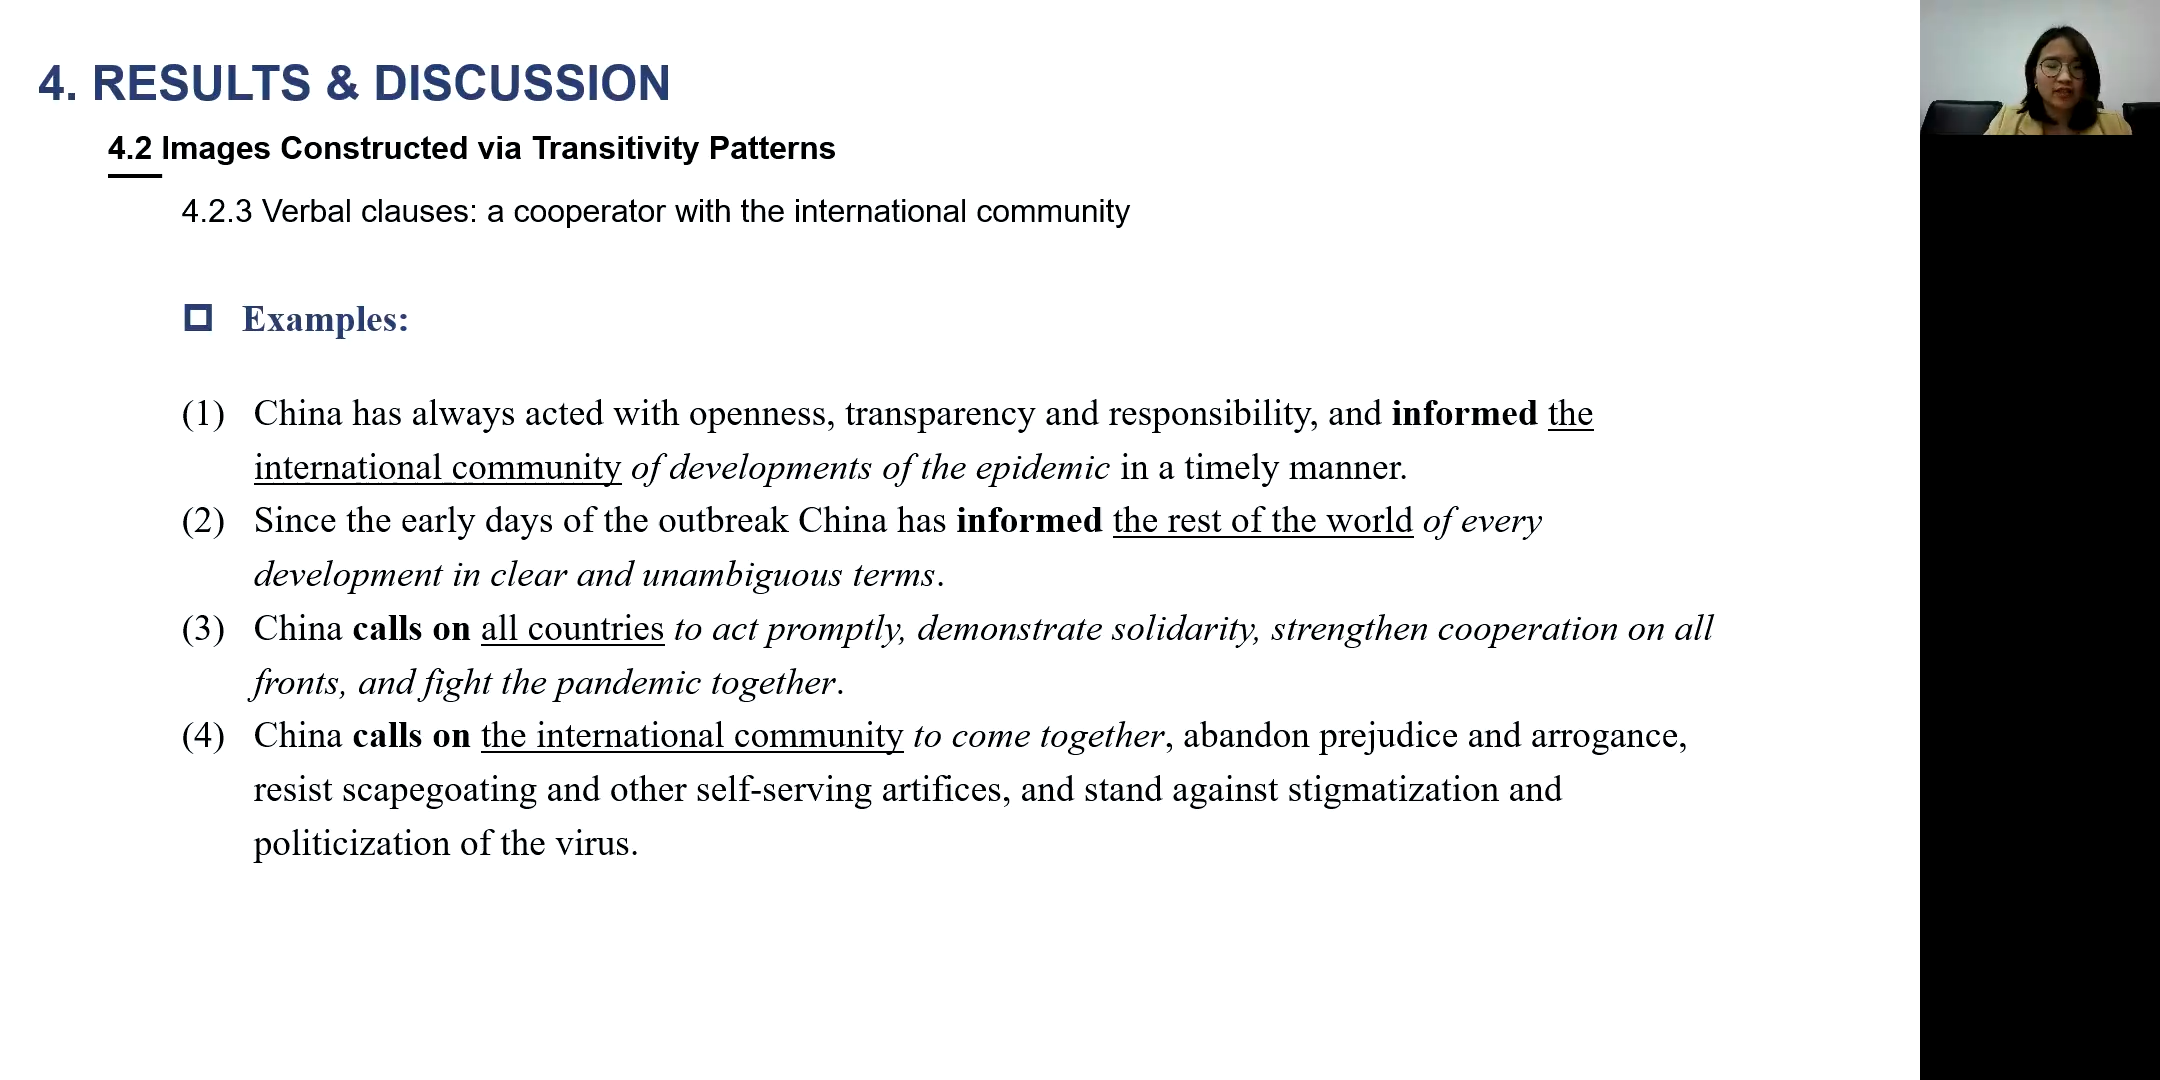 4. RESULTS & DISCUSSION
4.2 Images Constructed via Transitivity Patterns
4.2.3 Verbal clauses: a cooperator with the international community
Examples:
(1) China has always acted with openness, transparency and responsibility, and informed the
international community of developments of the epidemic in a timely manner.
(2) Since the early days of the outbreak China has informed the rest of the world of every
development in clear and unambiguous terms.
(3) China calls on all countries to act promptly, demonstrate solidarity, strengthen cooperation on all
fronts, and fight the pandemic together.
(4) China calls on the international community to come together, abandon prejudice and arrogance,
resist scapegoating and other self-serving artifices, and stand against stigmatization and
politicization of the virus.